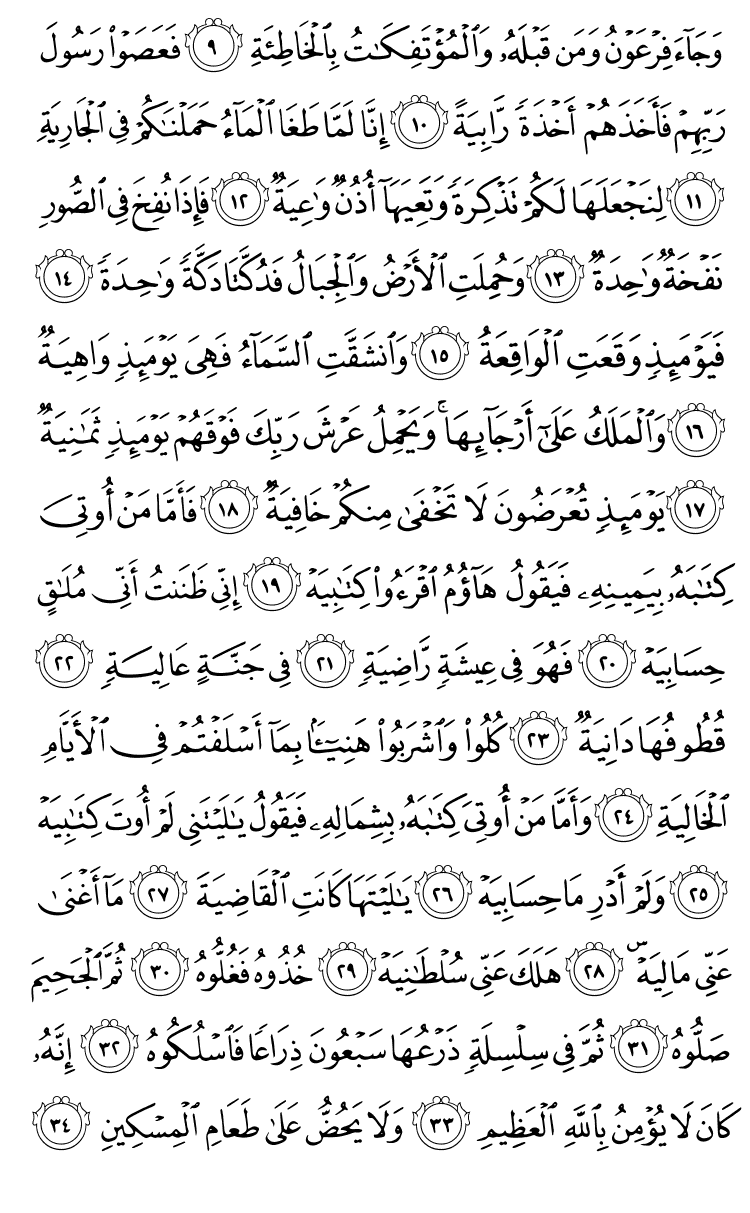 وَجَآءَ فِرۡعَوۡنُ وَمَن قَبۡلَهُۥ وَٱلۡمُؤۡتَفِكَٰتُ بِٱلۡخَاطِئَةِ ٩ فَعَصَوۡاْ رَسُولَ
رَبِّهِمۡ فَأَخَذَهُمۡ أَخۡذَةٗ رَّابِيَةً ١٠ إِنَّا لَمَّا طَغَا ٱلۡمَآءُ حَمَلۡنَٰكُمۡ فِي ٱلۡجَارِيَةِ
١١ لِنَجۡعَلَهَا لَكُمۡ تَذۡكِرَةٗ وَتَعِيَهَآ أُذُنٞ وَٰعِيَةٞ ١٢ فَإِذَا نُفِخَ فِي ٱلصُّورِ
نَفۡخَةٞ وَٰحِدَةٞ ١٣ وَحُمِلَتِ ٱلۡأَرۡضُ وَٱلۡجِبَالُ فَدُكَّتَا دَكَّةٗ وَٰحِدَةٗ ١٤
فَيَوۡمَئِذٖ وَقَعَتِ ٱلۡوَاقِعَةُ ١٥ وَٱنشَقَّتِ ٱلسَّمَآءُ فَهِيَ يَوۡمَئِذٖ وَاهِيَةٞ
١٦ وَٱلۡمَلَكُ عَلَىٰٓ أَرۡجَآئِهَاۚ وَيَحۡمِلُ عَرۡشَ رَبِّكَ فَوۡقَهُمۡ يَوۡمَئِذٖ ثَمَٰنِيَةٞ
١٧ يَوۡمَئِذٖ تُعۡرَضُونَ لَا تَخۡفَىٰ مِنكُمۡ خَافِيَةٞ ١٨ فَأَمَّا مَنۡ أُوتِيَ
كِتَٰبَهُۥ بِيَمِينِهِۦ فَيَقُولُ هَآؤُمُ ٱقۡرَءُواْ كِتَٰبِيَهۡ ١٩ إِنِّي ظَنَنتُ أَنِّي مُلَٰقٍ
حِسَابِيَهۡ ٢٠ فَهُوَ فِي عِيشَةٖ رَّاضِيَةٖ ٢١ فِي جَنَّةٍ عَالِيَةٖ ٢٢
قُطُوفُهَا دَانِيَةٞ ٢٣ كُلُواْ وَٱشۡرَبُواْ هَنِيٓـَٔۢا بِمَآ أَسۡلَفۡتُمۡ فِي ٱلۡأَيَّامِ
ٱلۡخَالِيَةِ ٢٤ وَأَمَّا مَنۡ أُوتِيَ كِتَٰبَهُۥ بِشِمَالِهِۦ فَيَقُولُ يَٰلَيۡتَنِي لَمۡ أُوتَ كِتَٰبِيَهۡ
٢٥ وَلَمۡ أَدۡرِ مَا حِسَابِيَهۡ ٢٦ يَٰلَيۡتَهَا كَانَتِ ٱلۡقَاضِيَةَ ٢٧ مَآ أَغۡنَىٰ
عَنِّي مَالِيَهۡۜ ٢٨ هَلَكَ عَنِّي سُلۡطَٰنِيَهۡ ٢٩ خُذُوهُ فَغُلُّوهُ ٣٠ ثُمَّ ٱلۡجَحِيمَ
صَلُّوهُ ٣١ ثُمَّ فِي سِلۡسِلَةٖ ذَرۡعُهَا سَبۡعُونَ ذِرَاعٗا فَٱسۡلُكُوهُ ٣٢ إِنَّهُۥ
كَانَ لَا يُؤۡمِنُ بِٱللَّهِ ٱلۡعَظِيمِ ٣٣ وَلَا يَحُضُّ عَلَىٰ طَعَامِ ٱلۡمِسۡكِينِ ٣٤